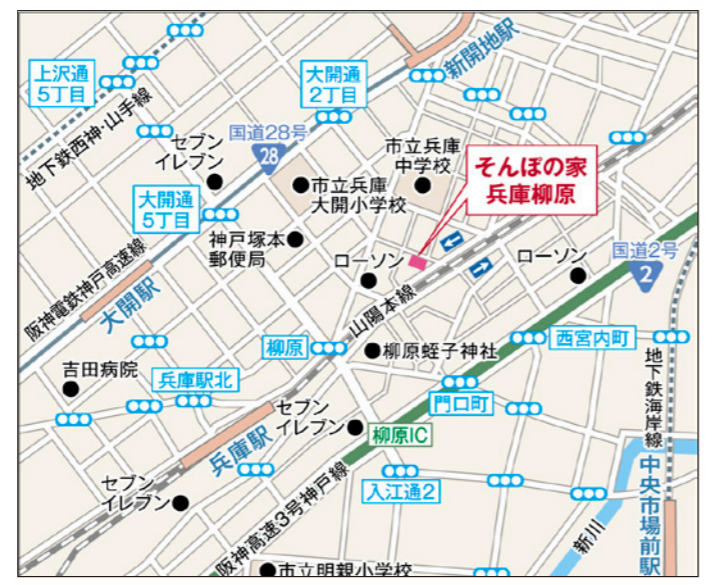 上沢通
5丁目
大開通
2丁目
新開地駅
地下鉄西神・山手線
セブン
イレブン
国道28号
28
市立兵庫
中学校
そんぽの家
兵庫柳原
市立兵庫
大開小学校
大開通
5丁目
神戸塚本
郵便局
ローソン
ローソン
国道2号
2
阪神電鉄神戸高速線
大開駅
山陽本線
柳原
柳原蛭子神社
西宮内町
吉田病院
兵庫駅北
門口町
地下鉄海岸線
セブン
イレブン
柳原IC
兵庫駅
セブン
イレブン
入江通2
中央市場前駅
阪神高速3号神戸線
新川
市立明親小学校